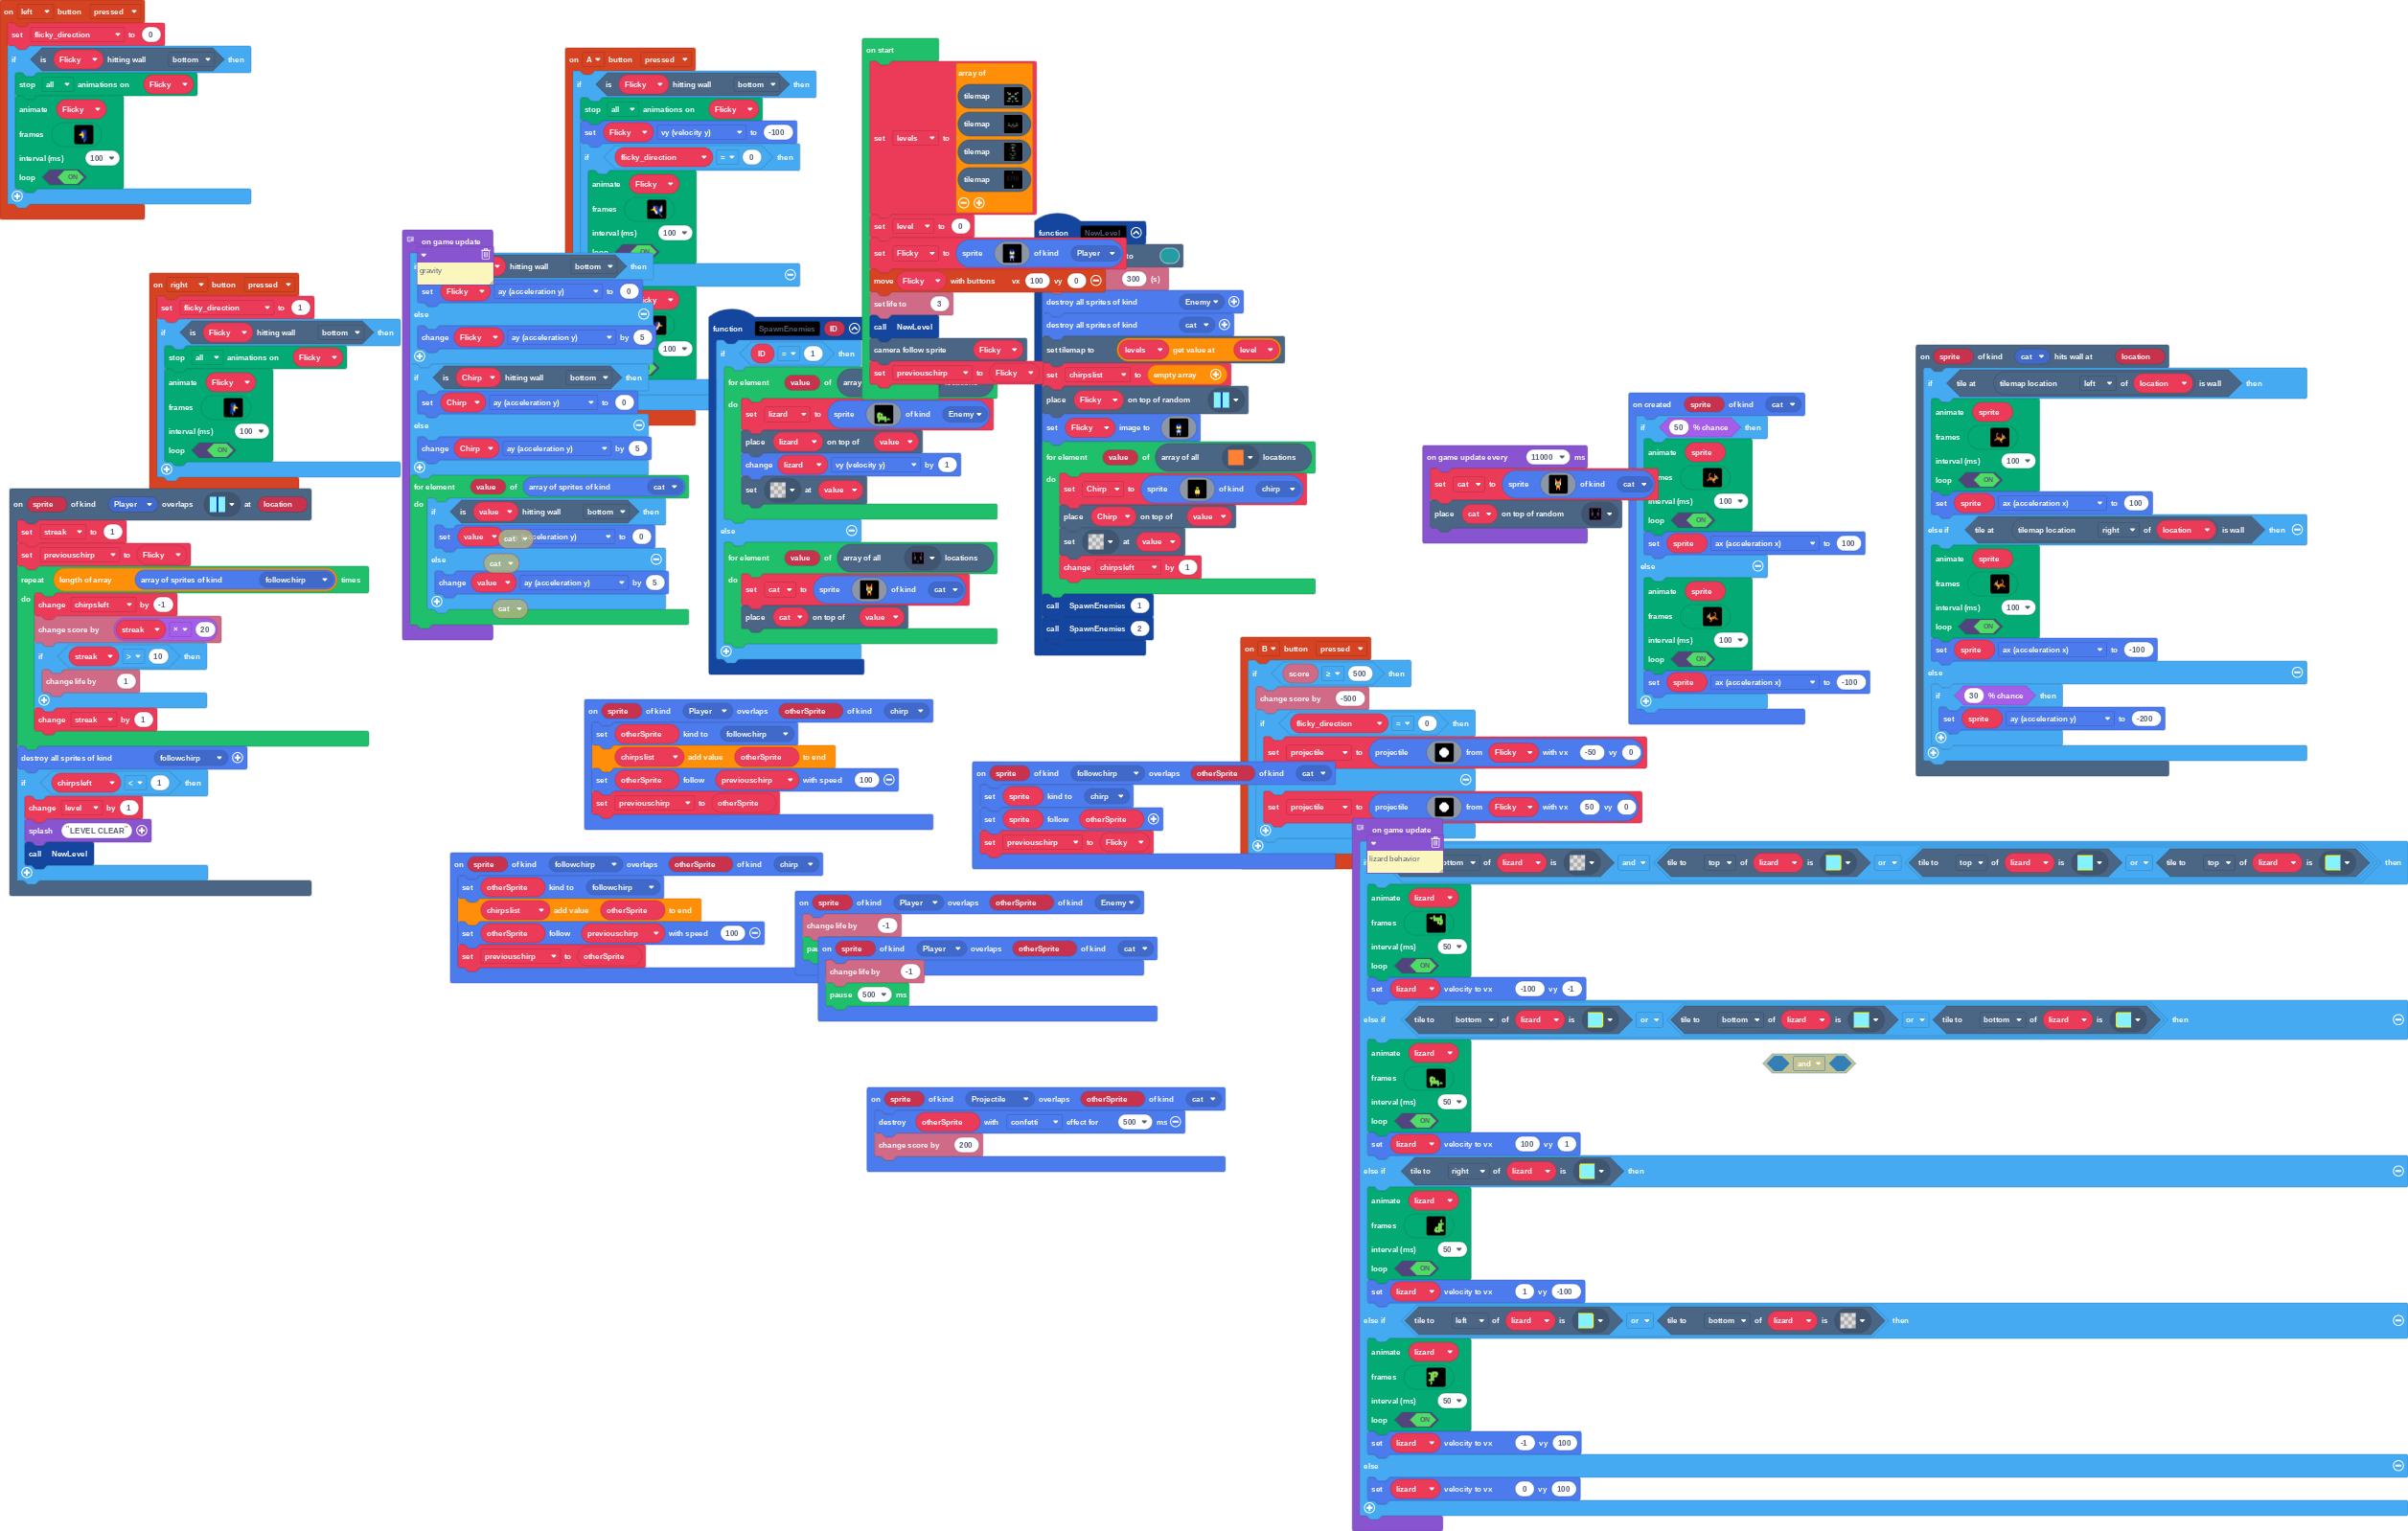 on left button pressed
set flicky_direction to 0
if is Flicky hitting wall bottom then
stop all animations on Flicky
animate Flicky
frames
interval (ms) 100
loop ON
on right button pressed
set flicky_direction to 1
if is Flicky hitting wall bottom then
stop all animations on Flicky
animate Flicky
frames
interval (ms) 100
loop ON
on sprite of kind Player overlaps at location
set streak to 1
set previouschirp to Flicky
repeat length of array array of sprites of kind followchirp times
do change chirpsleft by -1
change score by streak × 20
if streak > 10 then
change life by 1
change streak by 1
destroy all sprites of kind followchirp
if chirpsleft < 1 then
change level by 1
splash "LEVEL CLEAR"
call NewLevel
on game update
gravity
hitting wall bottom then
set Flicky ay (acceleration y) to 0
else
change Flicky ay (acceleration y) by 5
if is Chirp hitting wall bottom then
set Chirp ay (acceleration y) to 0
else
change Chirp ay (acceleration y) by 5
for element value of array of sprites of kind cat
do if is value hitting wall bottom then
set value cat eleration y) to 0
else cat
change value ay (acceleration y) by 5
cat
on A button pressed
if is Flicky hitting wall bottom then
stop all animations on Flicky
set Flicky vy (velocity y) to -100
if flicky_direction = 0 then
animate Flicky
frames
interval (ms) 100
loop
100
function SpawnEnemies ID
if ID = 1 then
for element value of array
do set lizard to sprite of kind Enemy
place lizard on top of value
change lizard vy (velocity y) by 1
set at value
else
for element value of array of all locations
do set cat to sprite of kind cat
place cat on top of value
on start
set levels to array of
tilemap
tilemap
tilemap
tilemap
set level to 0
set Flicky to sprite of kind Player
move Flicky with buttons vx 100 vy 0
set life to 3
call NewLevel
camera follow sprite Flicky
set previouschirp to Flicky
function NewLevel
to
300 (s)
destroy all sprites of kind Enemy
destroy all sprites of kind cat
set tilemap to levels get value at level
set chirpslist to empty array
place Flicky on top of random
set Flicky image to
for element value of array of all locations
do set Chirp to sprite of kind chirp
place Chirp on top of value
set at value
change chirpsleft by 1
call SpawnEnemies 1
call SpawnEnemies 2
on game update every 11000 ms
set cat to sprite of kind cat
place cat on top of random
on created sprite of kind cat
if 50 % chance then
animate sprite
interval (ms) 100
loop ON
set sprite ax (acceleration x) to 100
else
animate sprite
frames
interval (ms) 100
loop ON
set sprite ax (acceleration x) to -100
on sprite of kind cat hits wall at location
if tile at tilemap location left of location is wall then
animate sprite
frames
interval (ms) 100
loop ON
set sprite ax (acceleration x) to 100
else if tile at tilemap location right of location is wall then
animate sprite
frames
interval (ms) 100
loop ON
set sprite ax (acceleration x) to -100
else
if 30 % chance then
set sprite ay (acceleration y) to -200
on sprite of kind Player overlaps otherSprite of kind chirp
set otherSprite kind to followchirp
chirpslist add value otherSprite to end
set otherSprite follow previouschirp with speed 100
set previouschirp to otherSprite
on sprite of kind followchirp overlaps otherSprite of kind chirp
set otherSprite kind to followchirp
chirpslist add value otherSprite to end
set otherSprite follow previouschirp with speed 100
set previouschirp to otherSprite
on B button pressed
if score ≥ 500 then
change score by -500
if flicky_direction = 0 then
set projectile to projectile from Flicky with vx -50 vy 0
set projectile to projectile from Flicky with vx 50 vy 0
on sprite of kind followchirp overlaps otherSprite of kind cat
set sprite kind to chirp
set sprite follow otherSprite
set previouschirp to Flicky
on sprite of kind Player overlaps otherSprite of kind Enemy
change life by -1
on sprite of kind Player overlaps otherSprite of kind cat
change life by -1
pause 500 ms
on sprite of kind Projectile overlaps otherSprite of kind cat
destroy otherSprite with confetti effect for 500 ms
change score by 200
on game update
lizard behavior
ottom of lizard is and tile to top of lizard is or tile to top of lizard is or tile to top of lizard is then
animate lizard
frames
interval (ms) 50
loop ON
set lizard velocity to vx -100 vy -1
else if tile to bottom of lizard is or tile to bottom of lizard is or tile to bottom of lizard is then
animate lizard
frames
interval (ms) 50
loop ON
set lizard velocity to vx 100 vy 1
and
else if tile to right of lizard is then
animate lizard
frames
interval (ms) 50
loop ON
set lizard velocity to vx 1 vy -100
else if tile to left of lizard is or tile to bottom of lizard is then
animate lizard
frames
interval (ms) 50
loop ON
set lizard velocity to vx -1 vy 100
else
set lizard velocity to vx 0 vy 100